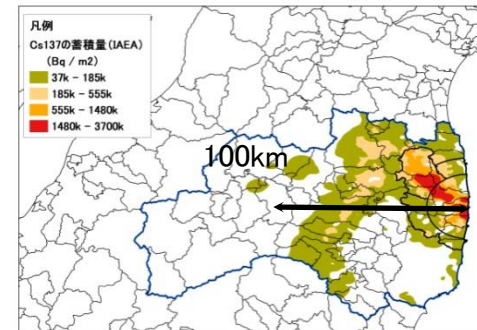 凡例
Cs137の蓄積量(IAEA)
(Bq / m2)
37k - 185k
185k - 555k
555k - 1480k
1480k - 3700k
100km